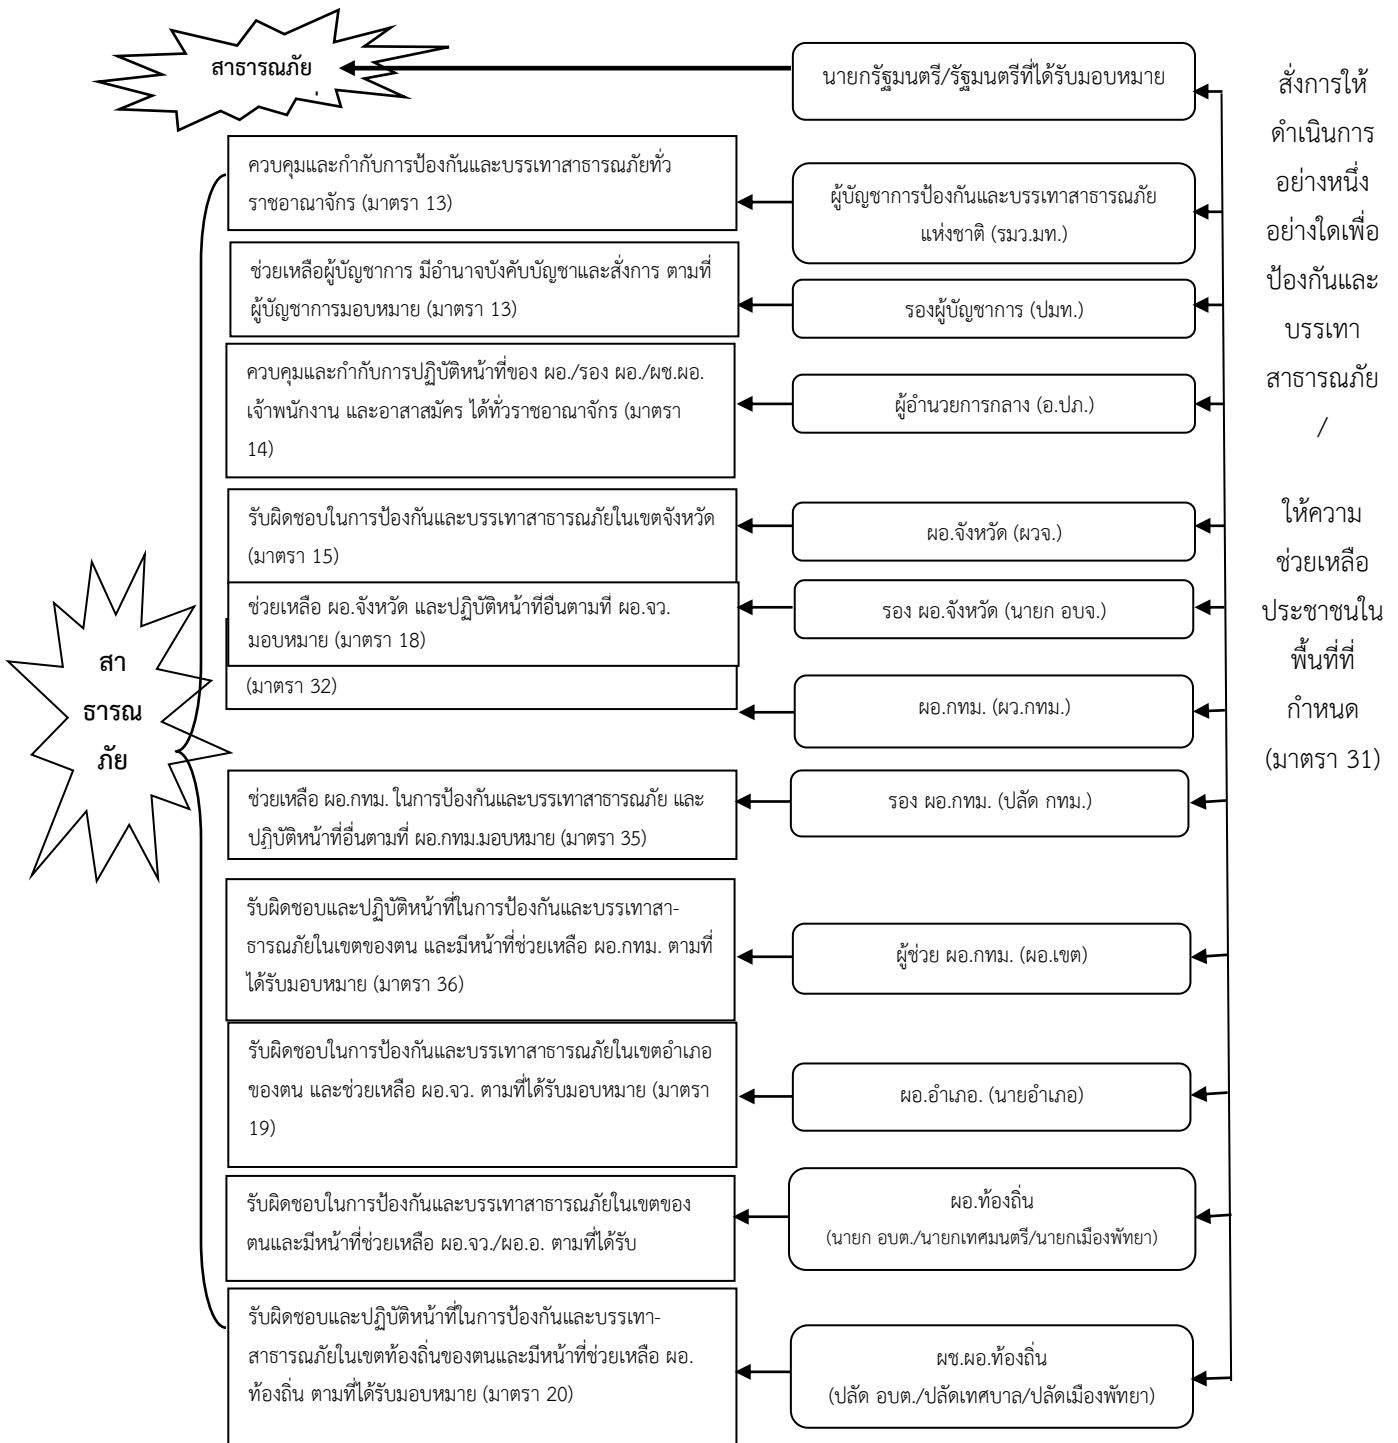 สาธารณภัย
นายกรัฐมนตรี/รัฐมนตรีที่ได้รับมอบหมาย
ควบคุมและกำกับการป้องกันและบรรเทาสาธารณภัยทั่ว
ราชอาณาจักร (มาตรา 13)
ผู้บัญชาการป้องกันและบรรเทาสาธารณภัย
แห่งชาติ (รมว.มท.)
ช่วยเหลือผู้บัญชาการ มีอำนาจบังคับบัญชาและสั่งการ ตามที่
ผู้บัญชาการมอบหมาย (มาตรา 13)
รองผู้บัญชาการ (ปมท.)
ควบคุมและกำกับการปฏิบัติหน้าที่ของ ผอ./รอง ผอ./ผช.ผอ.
เจ้าพนักงาน และอาสาสมัคร ได้ทั่วราชอาณาจักร (มาตรา
14)
ผู้อำนวยการกลาง (อ.ปภ.)
รับผิดชอบในการป้องกันและบรรเทาสาธารณภัยในเขตจังหวัด
(มาตรา 15)
ผอ.จังหวัด (ผวจ.)
ช่วยเหลือ ผอ.จังหวัด และปฏิบัติหน้าที่อื่นตามที่ ผอ.จว.
มอบหมาย (มาตรา 18)
รอง ผอ.จังหวัด (นายก อบจ.)
(มาตรา 32)
ผอ.กทม. (ผว.กทม.)
ช่วยเหลือ ผอ.กทม. ในการป้องกันและบรรเทาสาธารณภัย และ
ปฏิบัติหน้าที่อื่นตามที่ ผอ.กทม.มอบหมาย (มาตรา 35)
รอง ผอ.กทม. (ปลัด กทม.)
รับผิดชอบและปฏิบัติหน้าที่ในการป้องกันและบรรเทาสา-
ธารณภัยในเขตของตน และมีหน้าที่ช่วยเหลือ ผอ.กทม. ตามที่
ได้รับมอบหมาย (มาตรา 36)
ผู้ช่วย ผอ.กทม. (ผอ.เขต)
รับผิดชอบในการป้องกันและบรรเทาสาธารณภัยในเขตอำเภอ
ของตน และช่วยเหลือ ผอ.จว. ตามที่ได้รับมอบหมาย (มาตรา
19)
ผอ.อำเภอ. (นายอำเภอ)
รับผิดชอบในการป้องกันและบรรเทาสาธารณภัยในเขตของ
ตนและมีหน้าที่ช่วยเหลือ ผอ.จว./ผอ.อ. ตามที่ได้รับ
ผอ.ท้องถิ่น
(นายก อบต./นายกเทศมนตรี/นายกเมืองพัทยา)
รับผิดชอบและปฏิบัติหน้าที่ในการป้องกันและบรรเทา-
สาธารณภัยในเขตท้องถิ่นของตนและมีหน้าที่ช่วยเหลือ ผอ.
ท้องถิ่น ตามที่ได้รับมอบหมาย (มาตรา 20)
ผช.ผอ.ท้องถิ่น
(ปลัด อบต./ปลัดเทศบาล/ปลัดเมืองพัทยา)
สา
ธารณ
ภัย
สั่งการให้
ดำเนินการ
อย่างหนึ่ง
อย่างใดเพื่อ
ป้องกันและ
บรรเทา
สาธารณภัย
/
ให้ความ
ช่วยเหลือ
ประชาชนใน
พื้นที่ที่
กำหนด
(มาตรา 31)